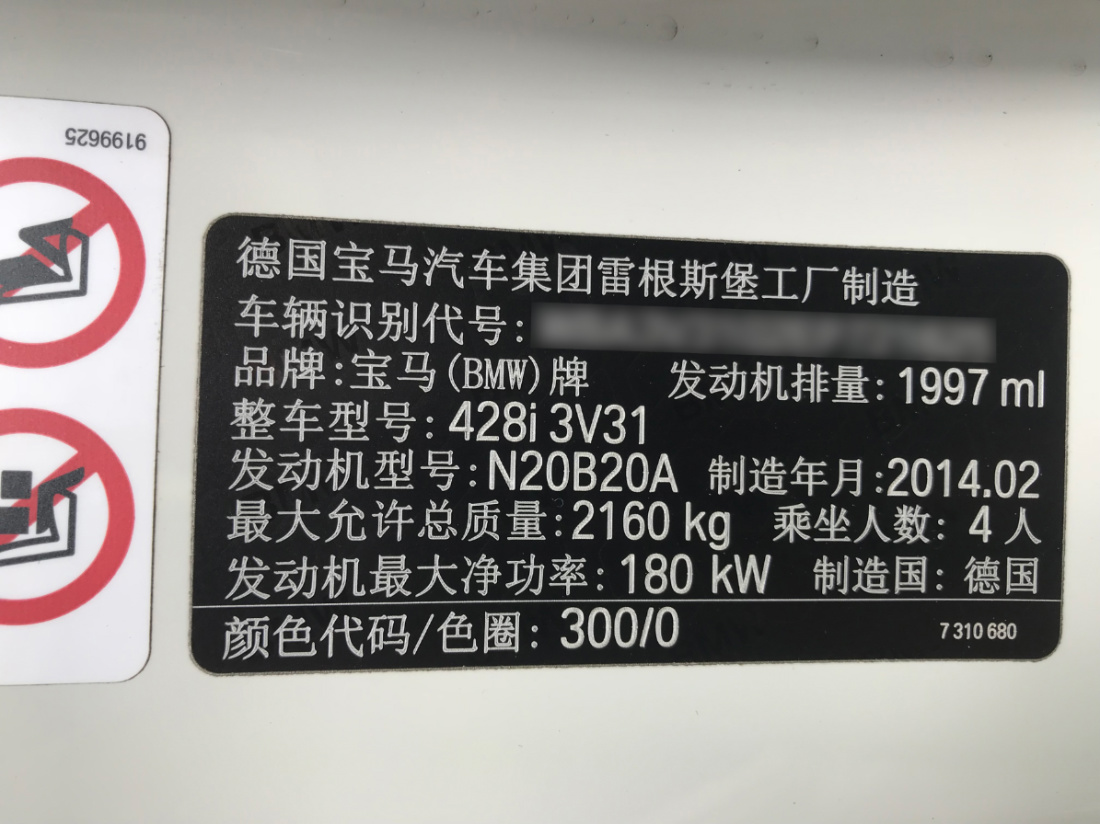 9199625
德国宝马汽车集团雷根斯堡工厂制造
车辆识别代号:
品牌:宝马(BMW)牌 发动机排量: 1997 ml
整车型号: 428i 3V31
发动机型号: N20B20A 制造年月:2014.02
最大允许总质量:2160 kg 乘坐人数: 4 人
发动机最大净功率: 180 kW 制造国: 德国
颜色代码/色圈: 300/0 7 310 680